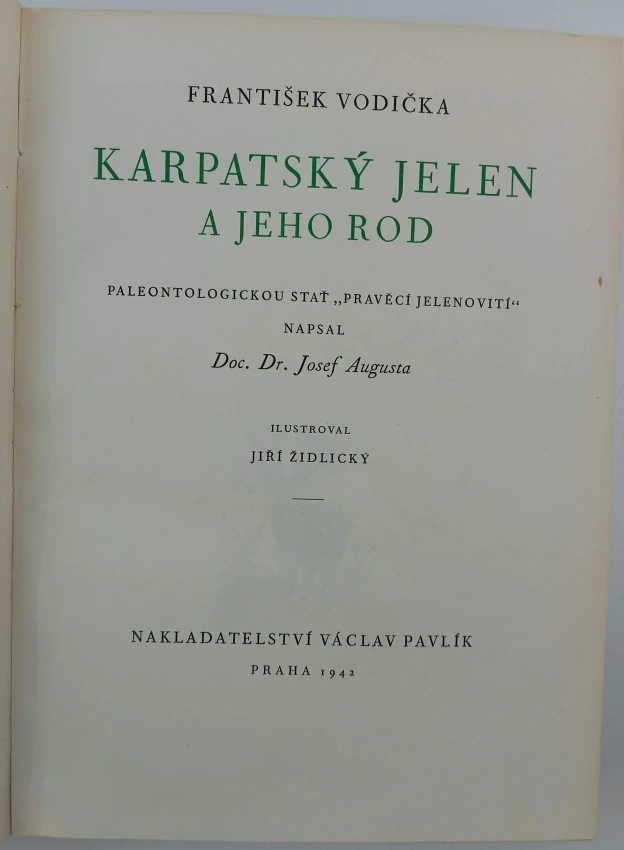 FRANTIŠEK VODIČKA
KARPATSKÝ JELEN
A JEHO ROD
PALEONTOLOGICKOU STAŤ „PRAVĚCÍ JELENOVITÍ“
NAPSAL
Doc. Dr. Josef Augusta
ILUSTROVAL
JIŘÍ ŽIDLICKÝ
NAKLADATELSTVÍ VÁCLAV PAVLÍK
PRAHA 1942